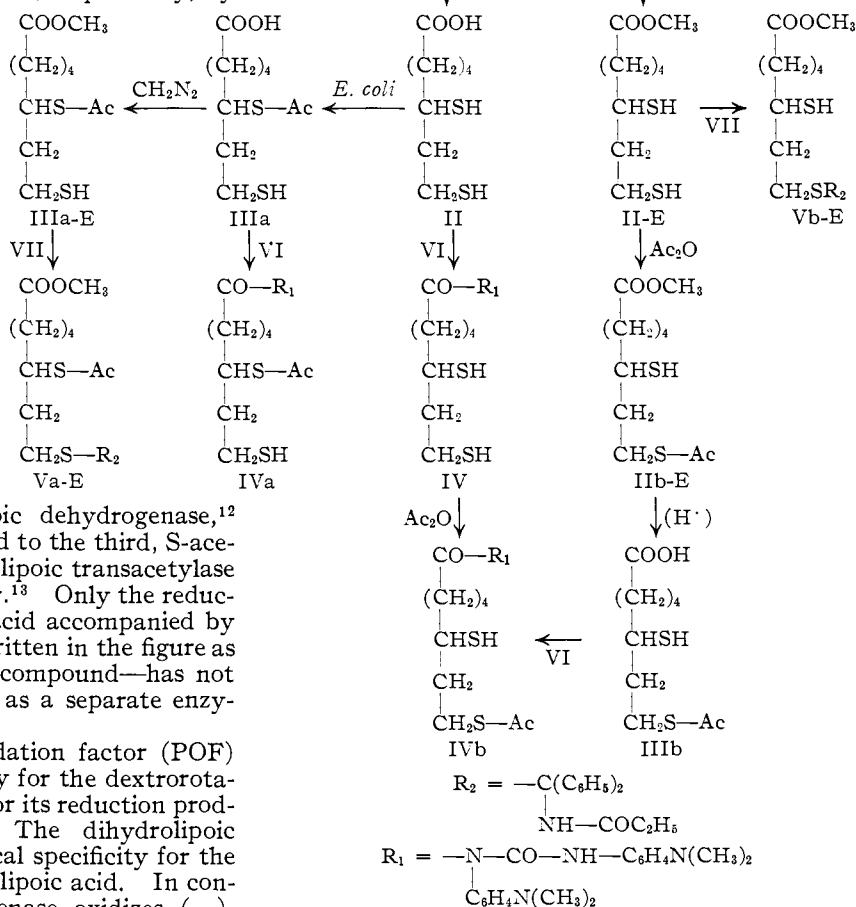 COOCH₃ COOH COOH COOCH₃ COOCH₃
(CH₂)₄ (CH₂)₄ (CH₂)₄ (CH₂)₄ (CH₂)₄
CHS—Ac CH₂N₂ CHS—Ac E. coli CHSH CHSH VII CHSH
CH₂ CH₂ CH₂ CH₂ CH₂
CH₂SH CH₂SH CH₂SH CH₂SH CH₂SR₂
IIIa-E IIIa II II-E Vb-E
VII VI VI Ac₂O
COOCH₃ CO—R₁ CO—R₁ COOCH₃
(CH₂)₄ (CH₂)₄ (CH₂)₄ (CH₂)₄
CHS—Ac CHS—Ac CHSH CHSH
CH₂ CH₂ CH₂ CH₂
CH₂S—R₂ CH₂SH CH₂SH CH₂S—Ac
Va-E IVa IV IIb-E
Ac₂O (H·)
CO—R₁ COOH
(CH₂)₄ (CH₂)₄
CHSH VI CHSH
CH₂ CH₂
CH₂S—Ac CH₂S—Ac
IVb IIIb
R₂ = —C(C₆H₅)₂
NH—COC₂H₅
R₁ = —N—CO—NH—C₆H₄N(CH₃)₂
C₆H₄N(CH₃)₂
ic dehydrogenase,¹²
d to the third, S-ace-
lipoic transacetylase
.¹³ Only the reduc-
cid accompanied by
ritten in the figure as
compound—has not
as a separate enzy-
dation factor (POF)
y for the dextrorota-
or its reduction prod-
The dihydrolipoic
cal specificity for the
lipoic acid. In con-